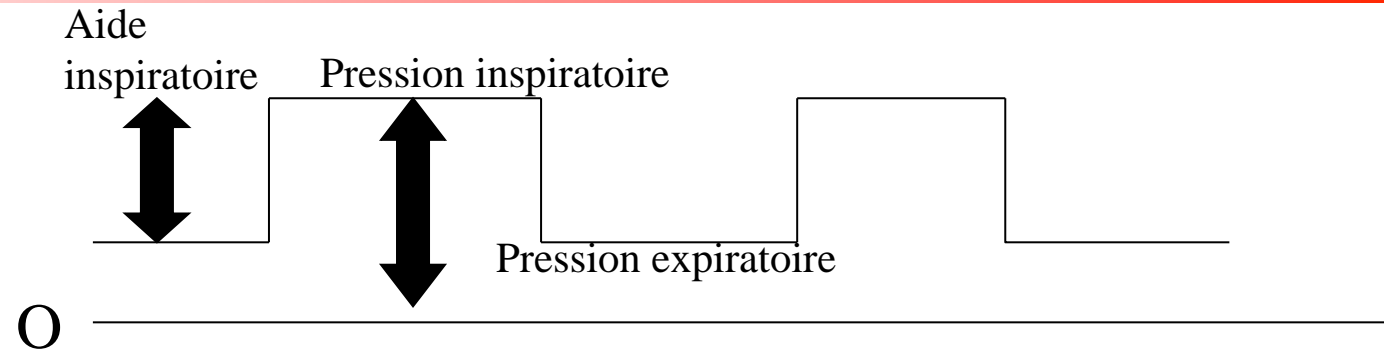 Aide
inspiratoire
Pression inspiratoire
Pression expiratoire
O